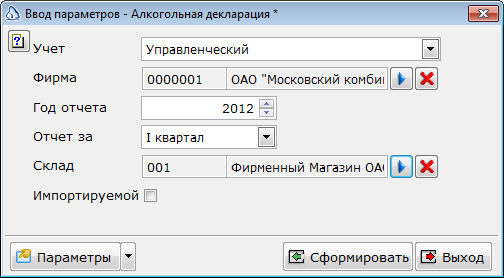 Ввод параметров - Алкогольная декларация *
Учет Управленческий
Фирма 0000001 ОАО "Московский комби
Год отчета 2012
Отчет за I квартал
Склад 001 Фирменный Магазин ОА
Импортируемой
Параметры Сформировать Выход